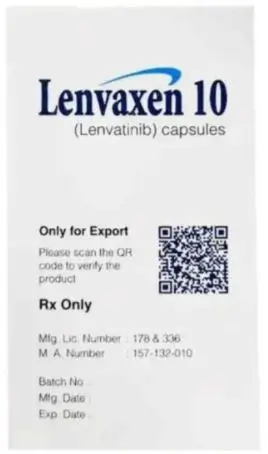 Lenvaxen 10
(Lenvatinib) capsules
Only for Export
Please scan the QR
code to verify the
product
Rx Only
Mfg. Lic. Number : 178 & 336
M. A. Number : 157-132-010
Batch No :
Mfg. Date :
Exp. Date :